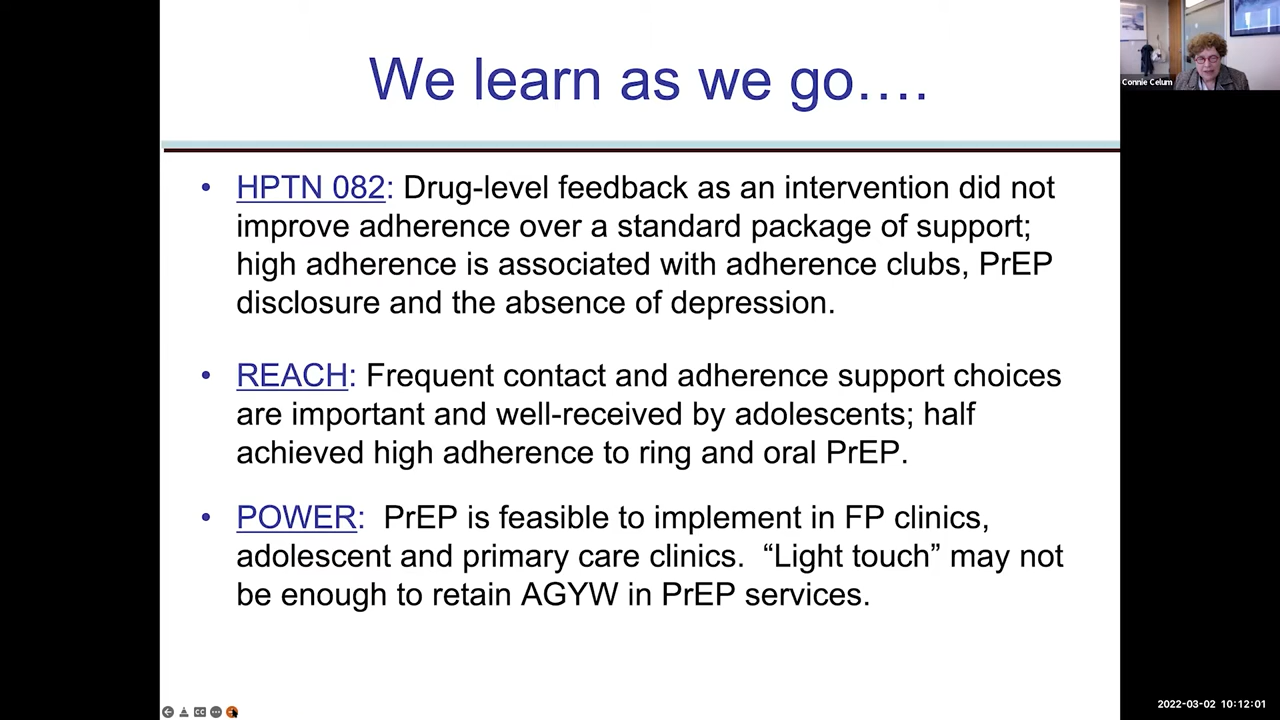 We learn as we go….
Connie Celum
• HPTN 082: Drug-level feedback as an intervention did not
improve adherence over a standard package of support;
high adherence is associated with adherence clubs, PrEP
disclosure and the absence of depression.
• REACH: Frequent contact and adherence support choices
are important and well-received by adolescents; half
achieved high adherence to ring and oral PrEP.
• POWER:  PrEP is feasible to implement in FP clinics,
adolescent and primary care clinics.  “Light touch” may not
be enough to retain AGYW in PrEP services.
CC
2022-03-02 10:12:01